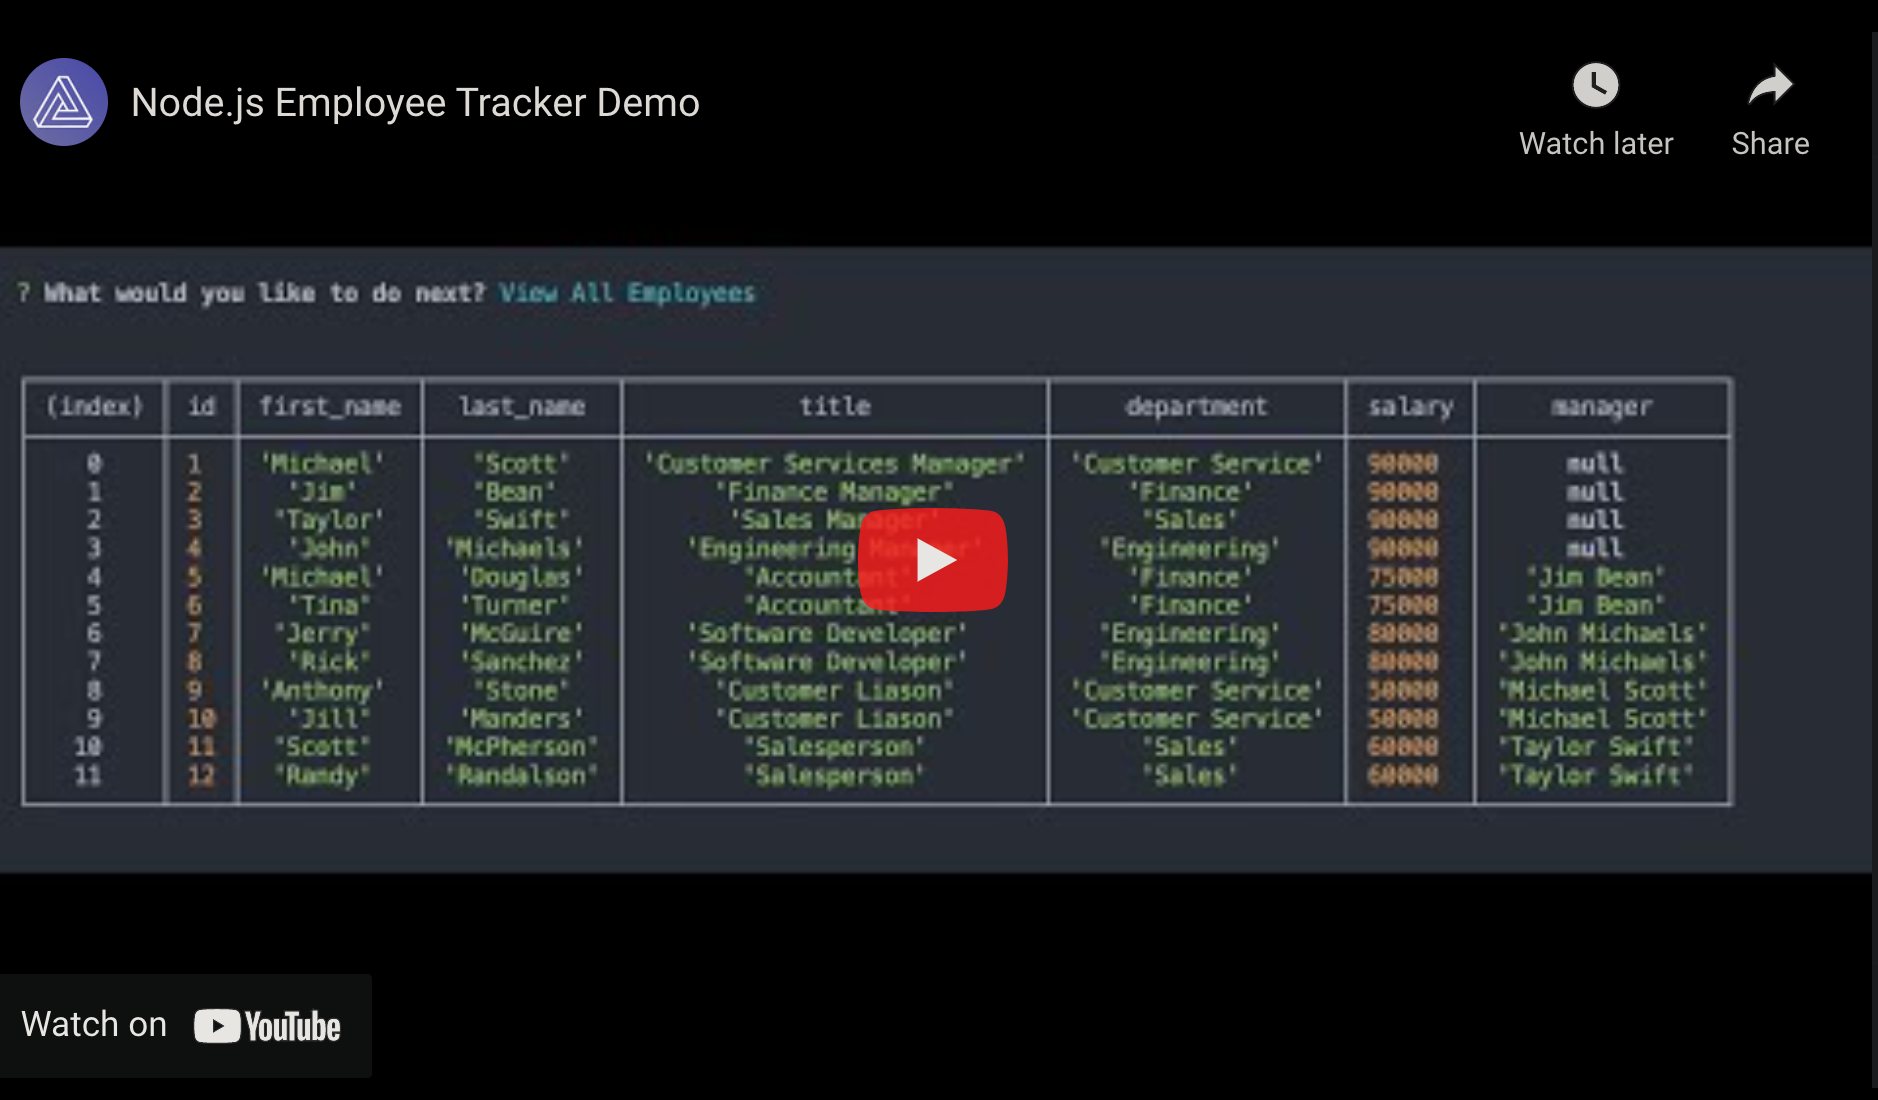 Node.js Employee Tracker Demo
Watch later
Share
? What would you like to do next? View All Employees
(index) id first_name last_name title department salary manager
0 1 'Michael' 'Scott' 'Customer Services Manager' 'Customer Service' 90000 null
1 2 'Jim' 'Bean' 'Finance Manager' 'Finance' 90000 null
2 3 'Taylor' 'Swift' 'Sales Manager' 'Sales' 90000 null
3 4 'John' 'Michaels' 'Engineering Manager' 'Engineering' 90000 null
4 5 'Michael' 'Douglas' 'Accountant' 'Finance' 75000 'Jim Bean'
5 6 'Tina' 'Turner' 'Accountant' 'Finance' 75000 'Jim Bean'
6 7 'Jerry' 'McGuire' 'Software Developer' 'Engineering' 80000 'John Michaels'
7 8 'Rick' 'Sanchez' 'Software Developer' 'Engineering' 80000 'John Michaels'
8 9 'Anthony' 'Stone' 'Customer Liason' 'Customer Service' 50000 'Michael Scott'
9 10 'Jill' 'Manders' 'Customer Liason' 'Customer Service' 50000 'Michael Scott'
10 11 'Scott' 'McPherson' 'Salesperson' 'Sales' 60000 'Taylor Swift'
11 12 'Randy' 'Randalson' 'Salesperson' 'Sales' 60000 'Taylor Swift'
Watch on YouTube